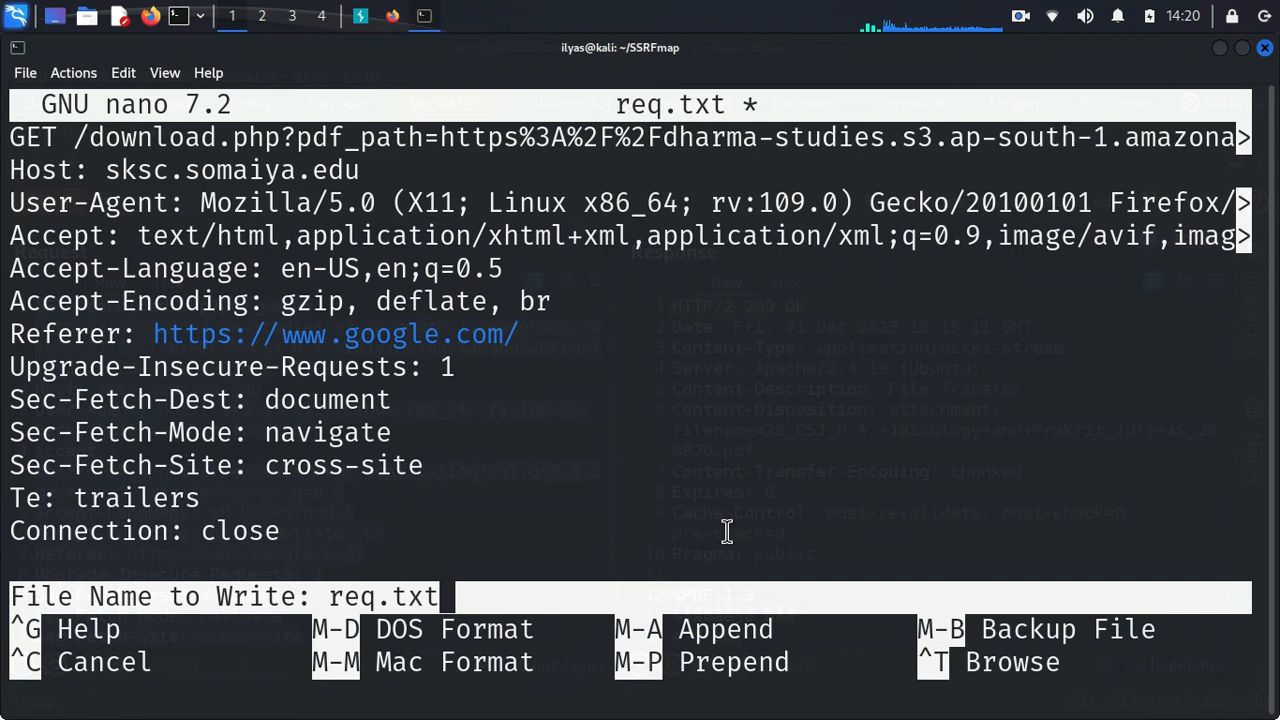 1 2 3 4 14:20
ilyas@kali: ~/SSRFmap
File Actions Edit View Help
GNU nano 7.2 req.txt *
GET /download.php?pdf_path=https%3A%2F%2Fdharma-studies.s3.ap-south-1.amazona>
Host: sksc.somaiya.edu
User-Agent: Mozilla/5.0 (X11; Linux x86_64; rv:109.0) Gecko/20100101 Firefox/>
Accept: text/html,application/xhtml+xml,application/xml;q=0.9,image/avif,imag>
Accept-Language: en-US,en;q=0.5
Accept-Encoding: gzip, deflate, br
Referer: https://www.google.com/
Upgrade-Insecure-Requests: 1
Sec-Fetch-Dest: document
Sec-Fetch-Mode: navigate
Sec-Fetch-Site: cross-site
Te: trailers
Connection: close
File Name to Write: req.txt
^G Help M-D DOS Format M-A Append M-B Backup File
^C Cancel M-M Mac Format M-P Prepend ^T Browse